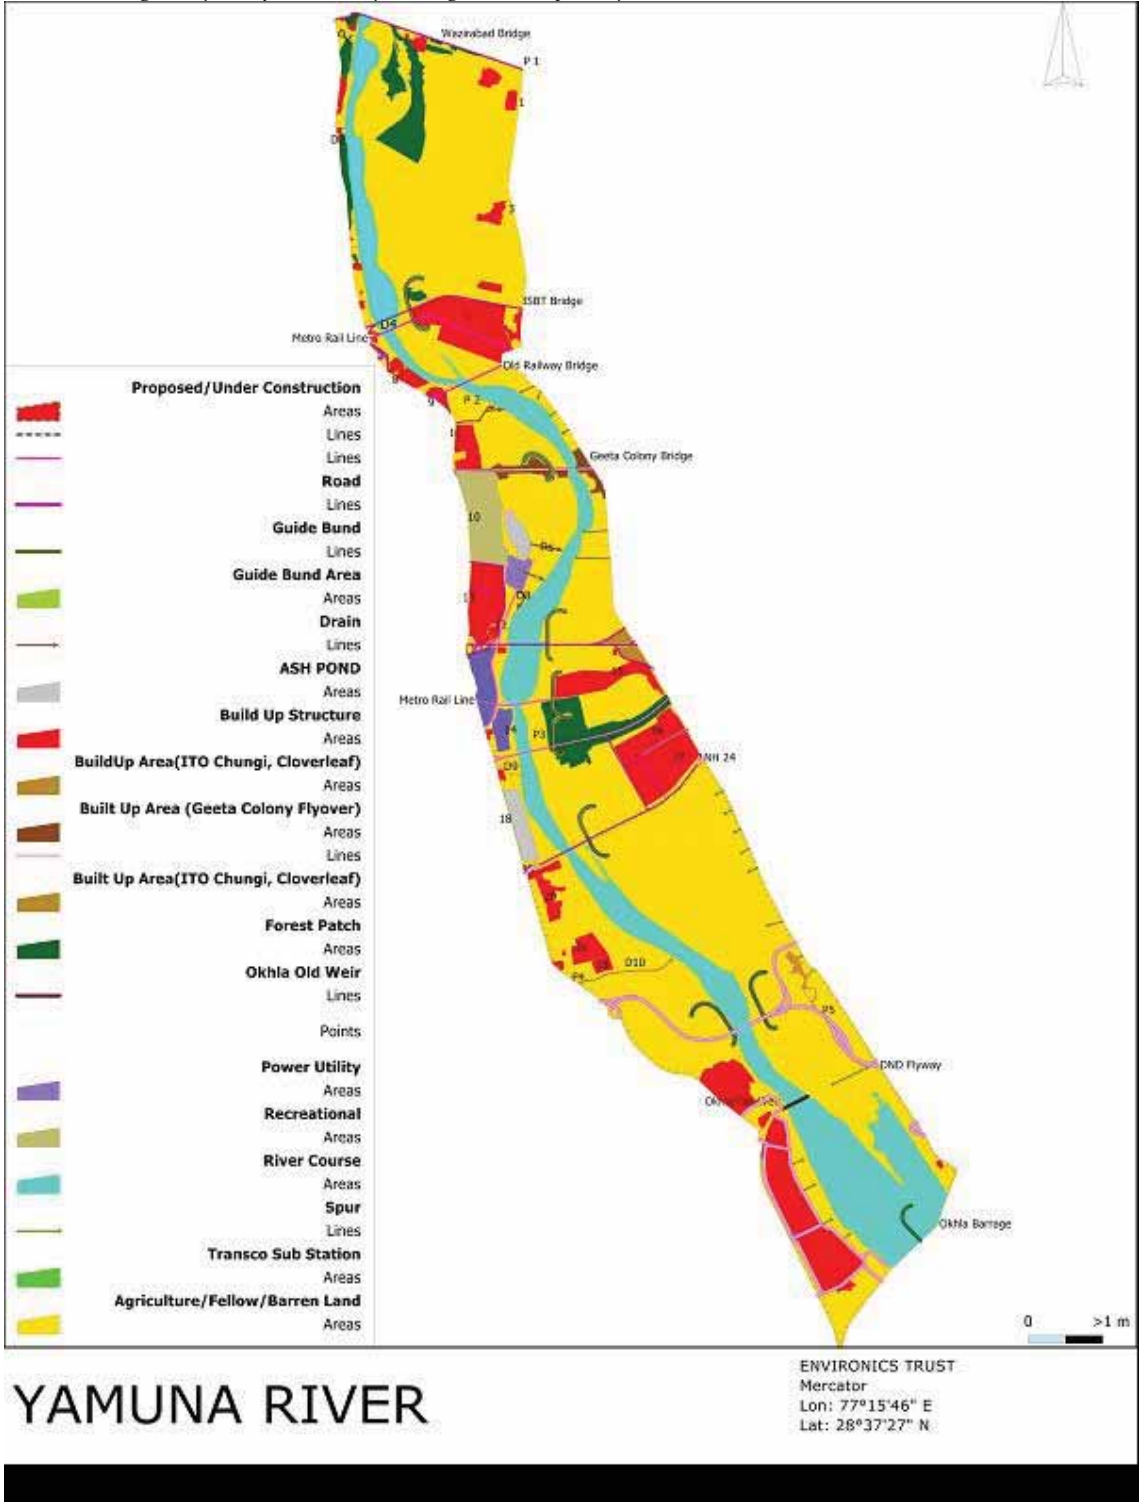 Wazirabad Bridge
P 1
1
3
ISBT Bridge
D4
Metro Rail Line
Old Railway Bridge
8
9
P 2
Geeta Colony Bridge
10
Metro Rail Line
P3
NH 24
D9
18
D10
P5
DND Flyway
Okhla Barrage
Proposed/Under Construction
Areas
Lines
Lines
Road
Lines
Guide Bund
Lines
Guide Bund Area
Areas
Drain
Lines
ASH POND
Areas
Build Up Structure
Areas
BuildUp Area(ITO Chungi, Cloverleaf)
Areas
Built Up Area (Geeta Colony Flyover)
Areas
Lines
Built Up Area(ITO Chungi, Cloverleaf)
Areas
Forest Patch
Areas
Okhla Old Weir
Lines
Points
Power Utility
Areas
Recreational
Areas
River Course
Areas
Spur
Lines
Transco Sub Station
Areas
Agriculture/Fellow/Barren Land
Areas
0 >1 m
YAMUNA RIVER
ENVIRONICS TRUST
Mercator
Lon: 77°15'46" E
Lat: 28°37'27" N